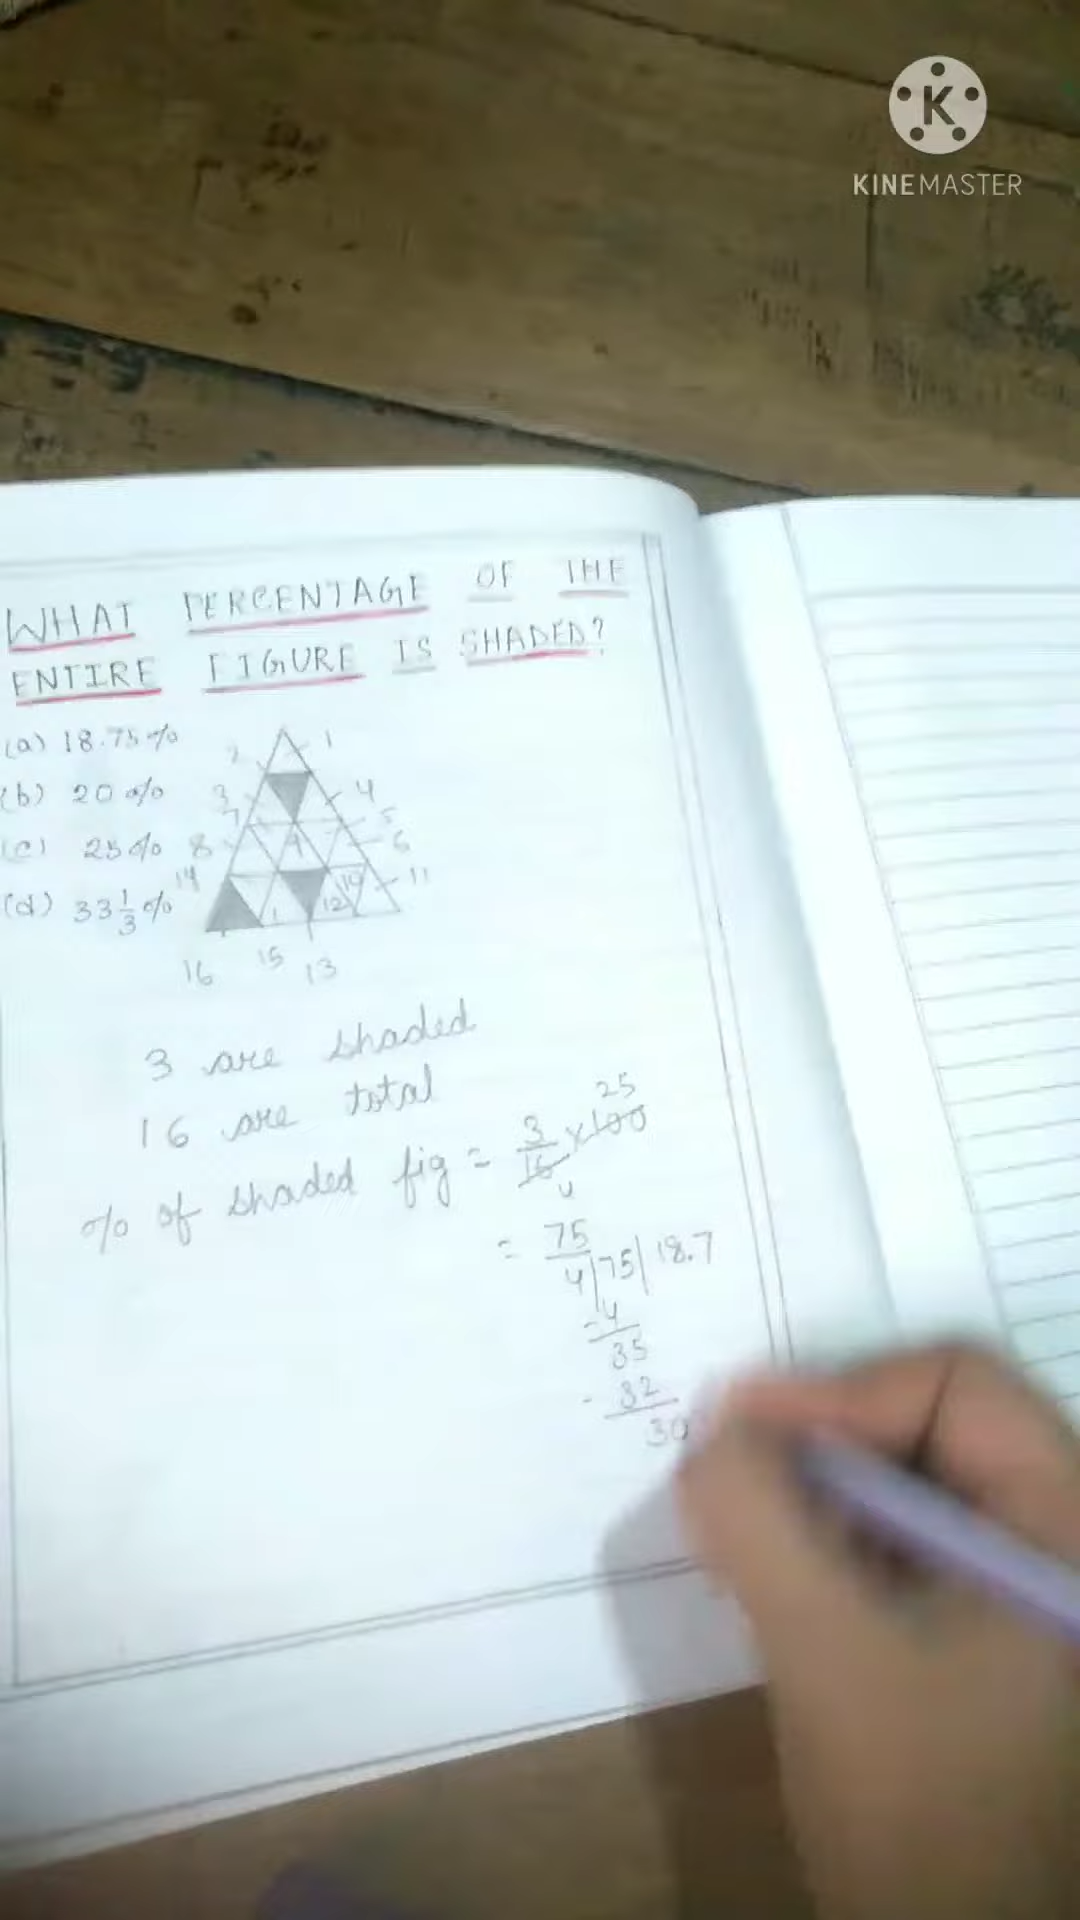 K
KINEMASTER
WHAT PERCENTAGE OF THE
ENTIRE FIGURE IS SHADED?
(a) 18.75%
(b) 20%
(c) 25%
(d) 33 1/3 %
2 1
3 4
7 5
8 9 6
14 10 11
12
16 15 13
3 are shaded
16 are total
% of shaded fig = 3/16 × 100
25
4
= 75/4
4|75|18.7
-4
35
- 32
30